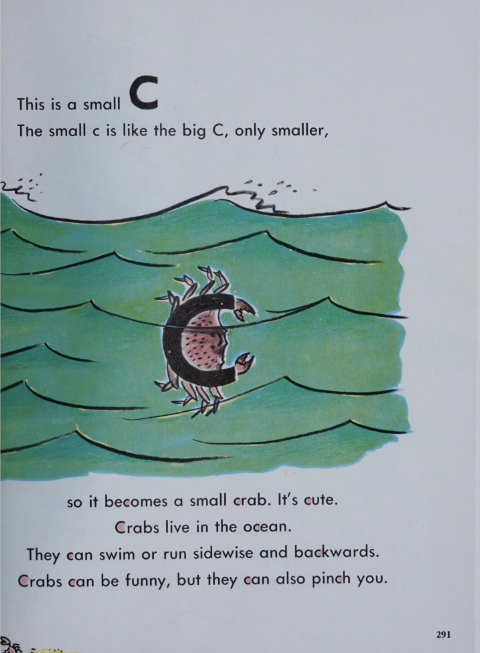 This is a small c
The small c is like the big C, only smaller,
so it becomes a small crab. It's cute.
Crabs live in the ocean.
They can swim or run sidewise and backwards.
Crabs can be funny, but they can also pinch you.
291